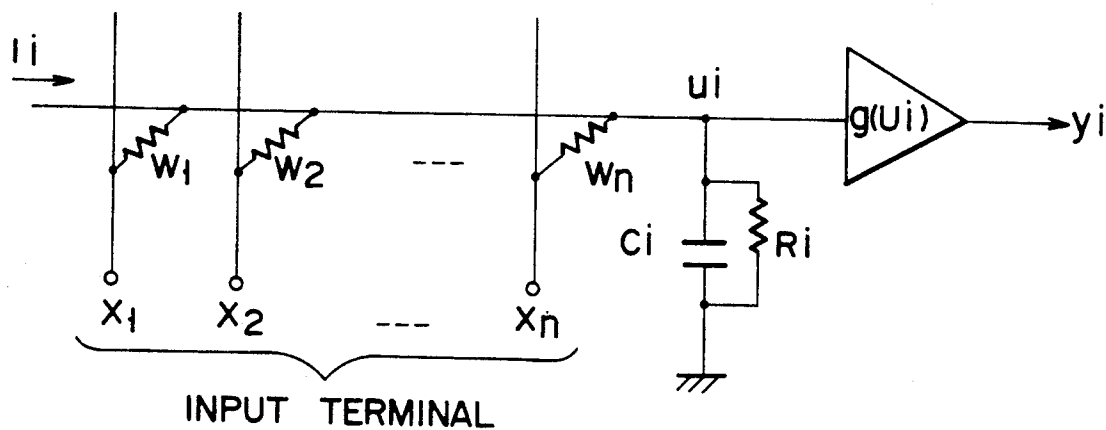 Ii
ui
g(Ui)
yi
W1
W2
---
Wn
Ci
Ri
X1
X2
---
Xn
INPUT TERMINAL